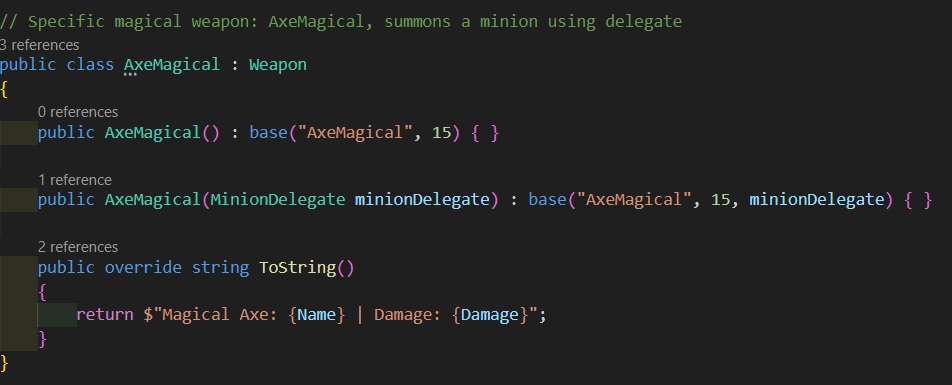 // Specific magical weapon: AxeMagical, summons a minion using delegate
3 references
public class AxeMagical : Weapon
{
0 references
public AxeMagical() : base("AxeMagical", 15) { }
1 reference
public AxeMagical(MinionDelegate minionDelegate) : base("AxeMagical", 15, minionDelegate) { }
2 references
public override string ToString()
{
return $"Magical Axe: {Name} | Damage: {Damage}";
}
}